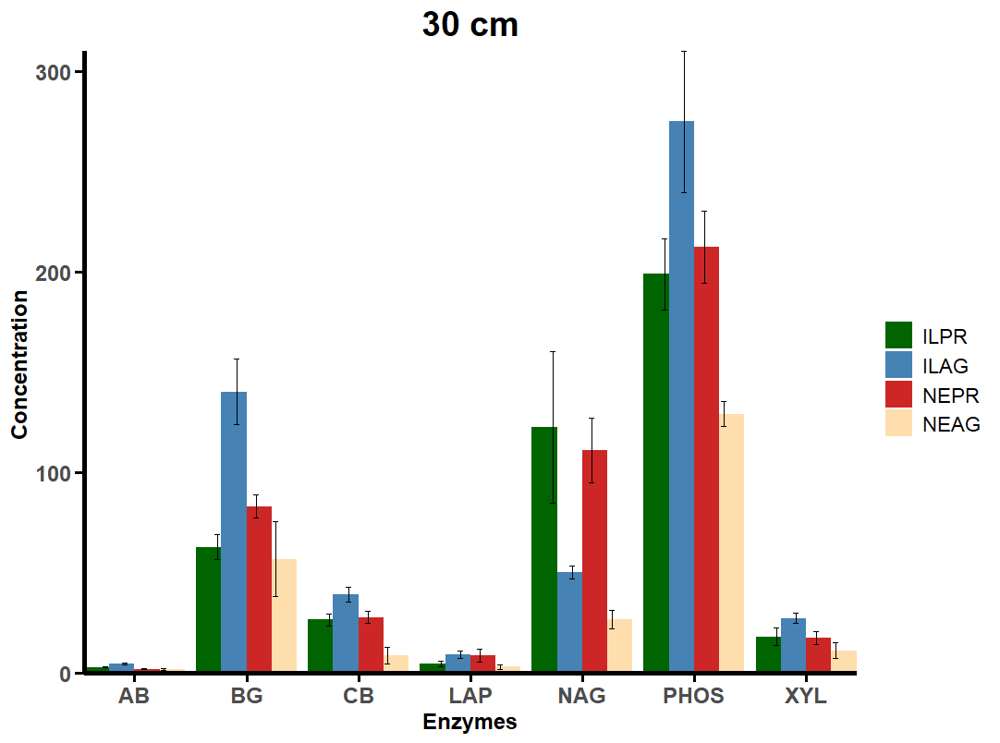 30 cm
Concentration
300
200
100
0
AB BG CB LAP NAG PHOS XYL
Enzymes
ILPR
ILAG
NEPR
NEAG